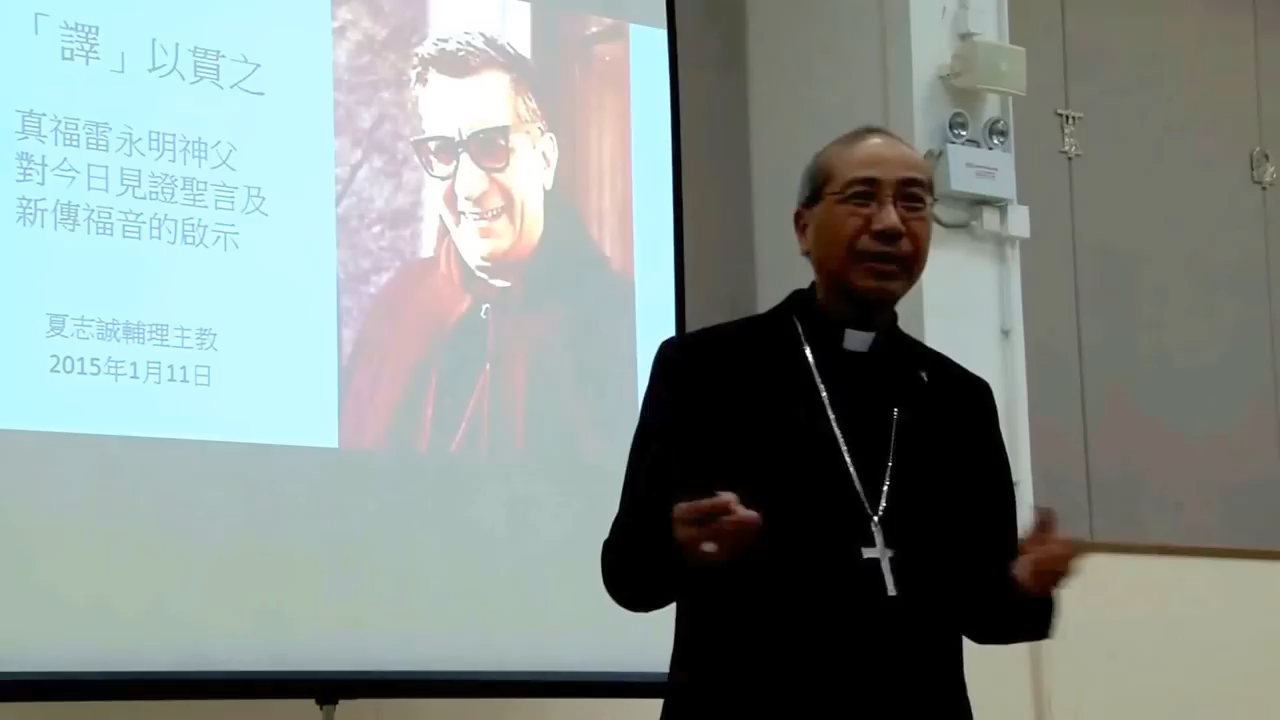 「譯」以貫之
真福雷永明神父
對今日見證聖言及
新傳福音的啟示
夏志誠輔理主教
2015年1月11日